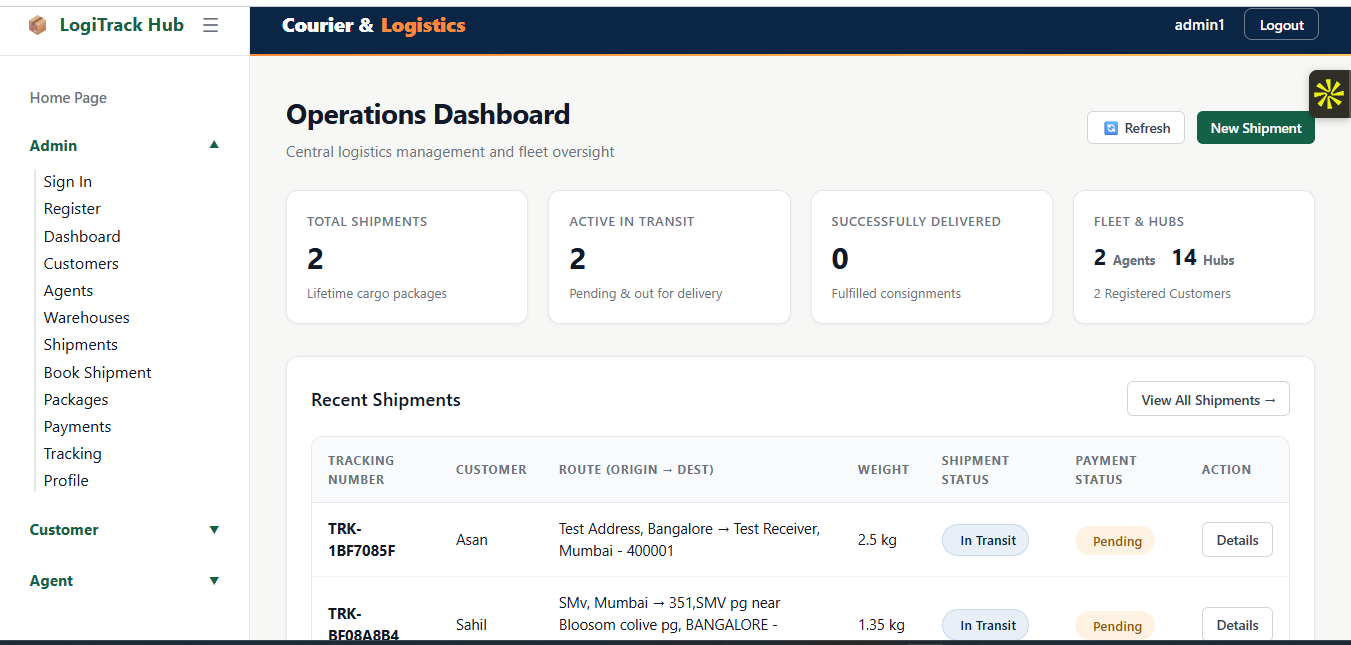 LogiTrack Hub ☰
Courier & Logistics
admin1
Logout
Home Page
Admin ▲
Sign In
Register
Dashboard
Customers
Agents
Warehouses
Shipments
Book Shipment
Packages
Payments
Tracking
Profile
Customer ▼
Agent ▼
Operations Dashboard
Central logistics management and fleet oversight
Refresh
New Shipment
TOTAL SHIPMENTS
2
Lifetime cargo packages
ACTIVE IN TRANSIT
2
Pending & out for delivery
SUCCESSFULLY DELIVERED
0
Fulfilled consignments
FLEET & HUBS
2 Agents 14 Hubs
2 Registered Customers
Recent Shipments
View All Shipments →
TRACKING
NUMBER
CUSTOMER
ROUTE (ORIGIN → DEST)
WEIGHT
SHIPMENT
STATUS
PAYMENT
STATUS
ACTION
TRK-
1BF7085F
Asan
Test Address, Bangalore → Test Receiver,
Mumbai - 400001
2.5 kg
In Transit
Pending
Details
TRK-
BF08A8B4
Sahil
SMv, Mumbai → 351,SMV pg near
Bloosom colive pg, BANGALORE -
1.35 kg
In Transit
Pending
Details